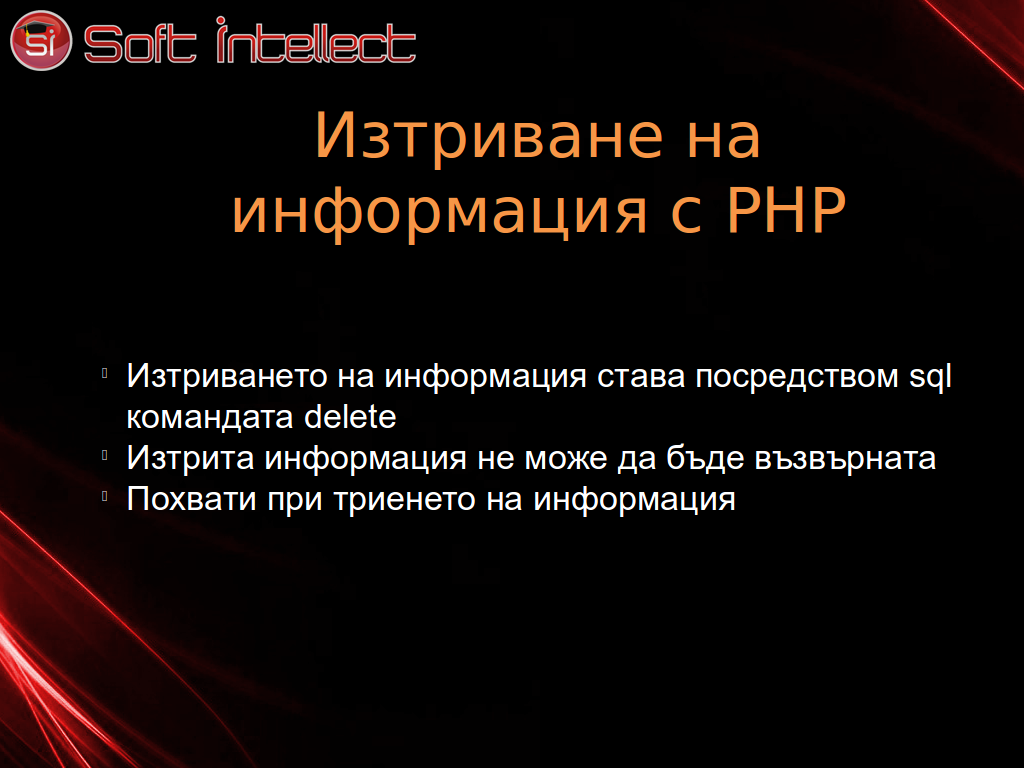 Si Soft Intellect
Изтриване на
информация с PHP
Изтриването на информация става посредством sql
командата delete
Изтрита информация не може да бъде възвърната
Похвати при триенето на информация